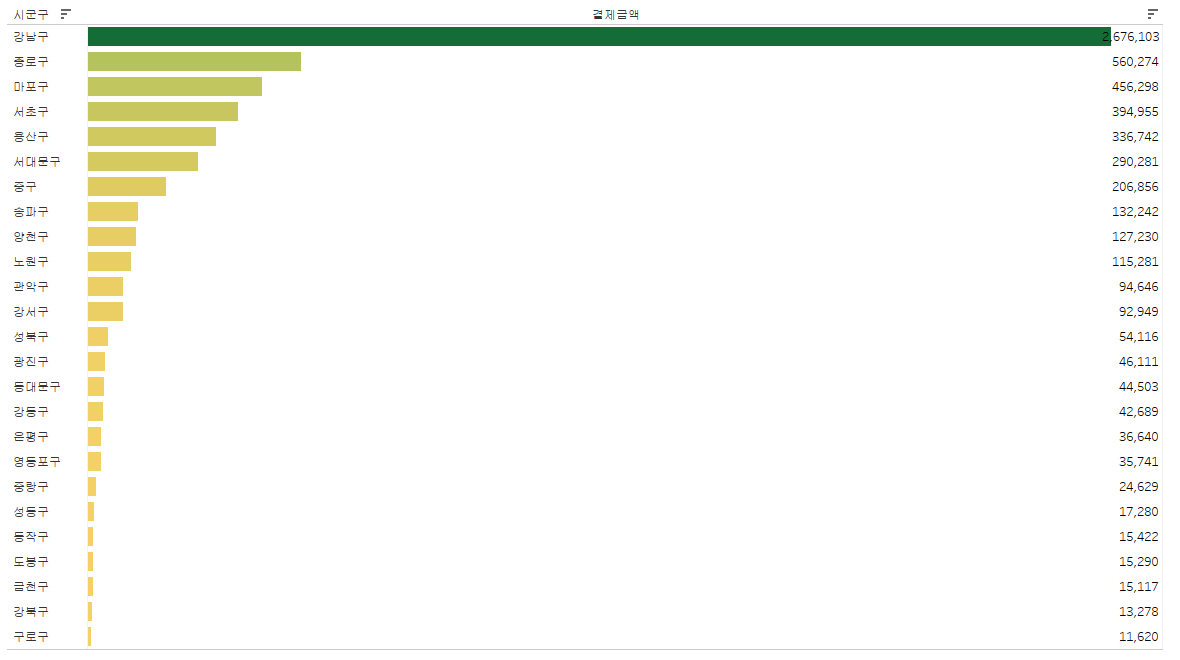 시군구 결제금액
강남구 2,676,103
종로구 560,274
마포구 456,298
서초구 394,955
용산구 336,742
서대문구 290,281
중구 206,856
송파구 132,242
양천구 127,230
노원구 115,281
관악구 94,646
강서구 92,949
성북구 54,116
광진구 46,111
동대문구 44,503
강동구 42,689
은평구 36,640
영등포구 35,741
중랑구 24,629
성동구 17,280
동작구 15,422
도봉구 15,290
금천구 15,117
강북구 13,278
구로구 11,620